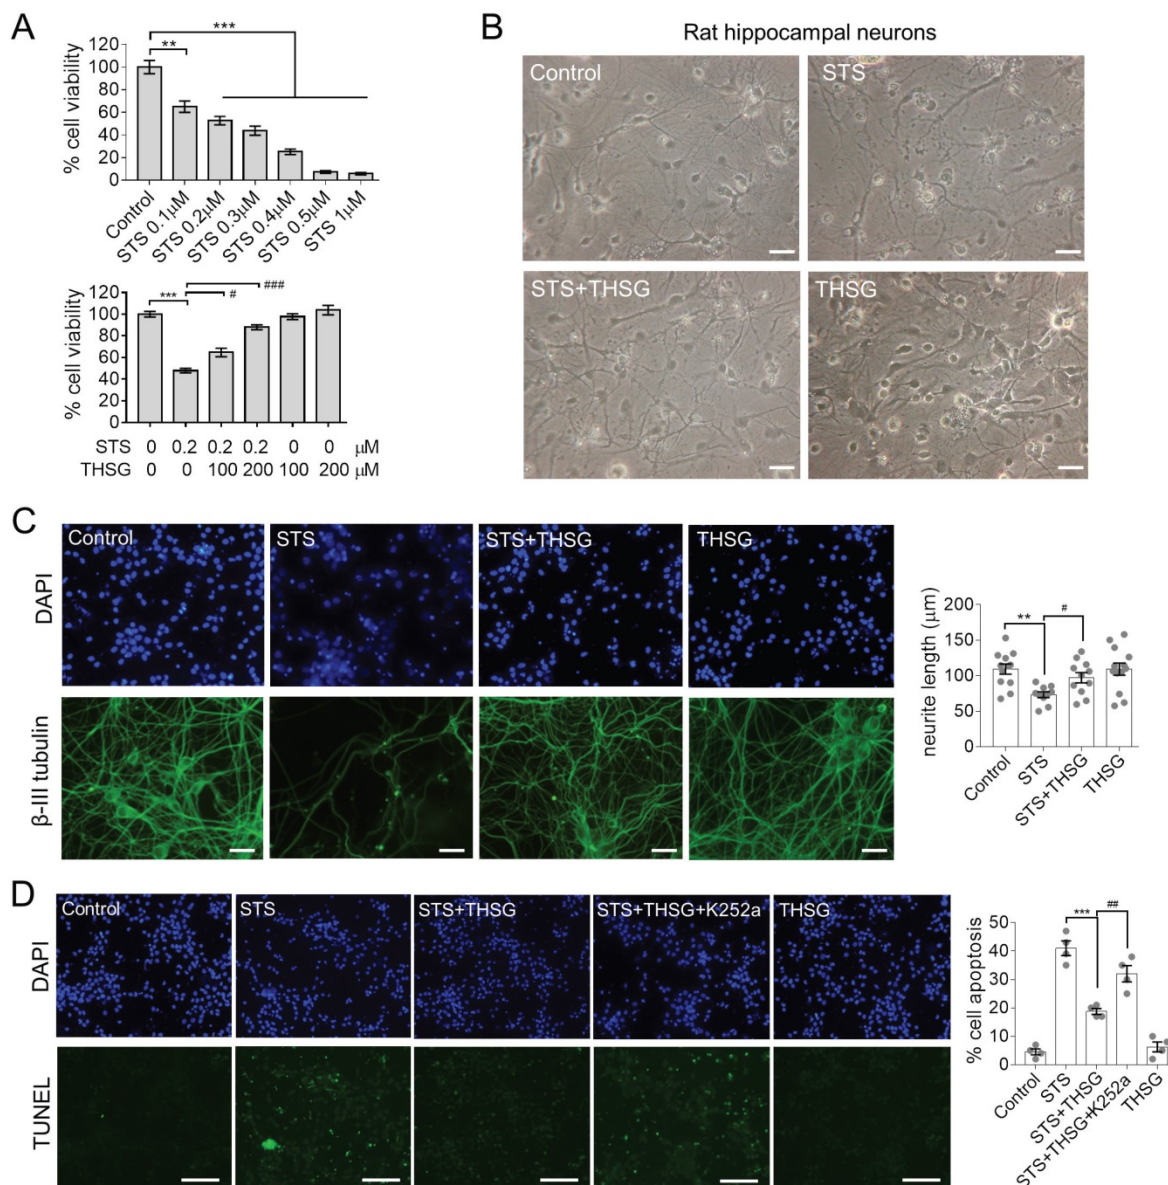 A
***
**
120
100
80
60
40
20
0
% cell viability
Control
STS 0.1μM
STS 0.2μM
STS 0.3μM
STS 0.4μM
STS 0.5μM
STS 1μM
###
***
#
120
100
80
60
40
20
0
% cell viability
STS 0 0.2 0.2 0.2 0 0 μM
THSG 0 0 100 200 100 200 μM
B
Rat hippocampal neurons
Control
STS
STS+THSG
THSG
C
Control
STS
STS+THSG
THSG
DAPI
β-III tubulin
200
150
100
50
0
neurite length (μm)
**
#
Control
STS
STS+THSG
THSG
D
Control
STS
STS+THSG
STS+THSG+K252a
THSG
DAPI
TUNEL
50
40
30
20
10
0
% cell apoptosis
***
##
Control
STS
STS+THSG
STS+THSG+K252a
THSG